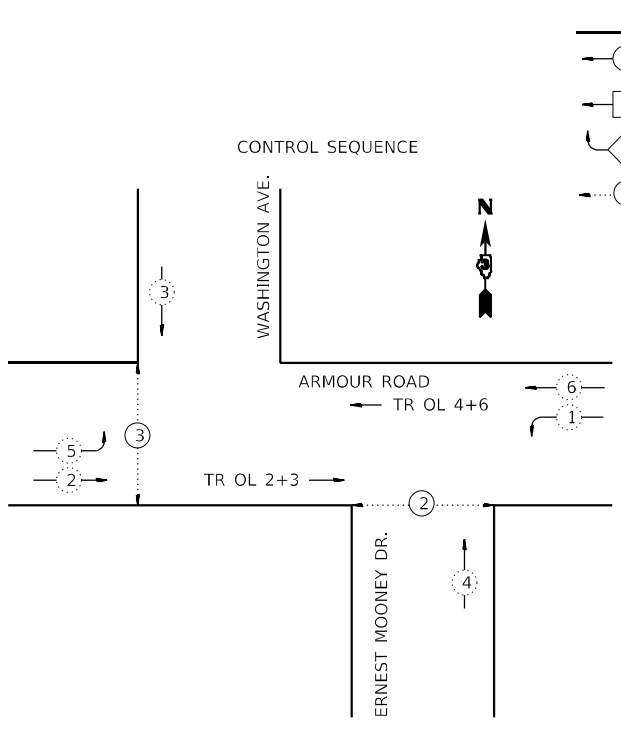 CONTROL SEQUENCE
WASHINGTON AVE.
N
3
ARMOUR ROAD
6
TR OL 4+6
1
3
5
2
TR OL 2+3
2
ERNEST MOONEY DR.
4